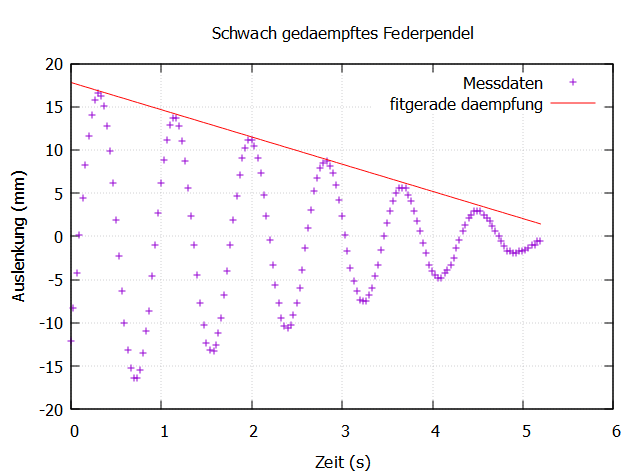 Schwach gedaempftes Federpendel
Messdaten
fitgerade daempfung
Auslenkung (mm)
20
15
10
5
0
-5
-10
-15
-20
0 1 2 3 4 5 6
Zeit (s)